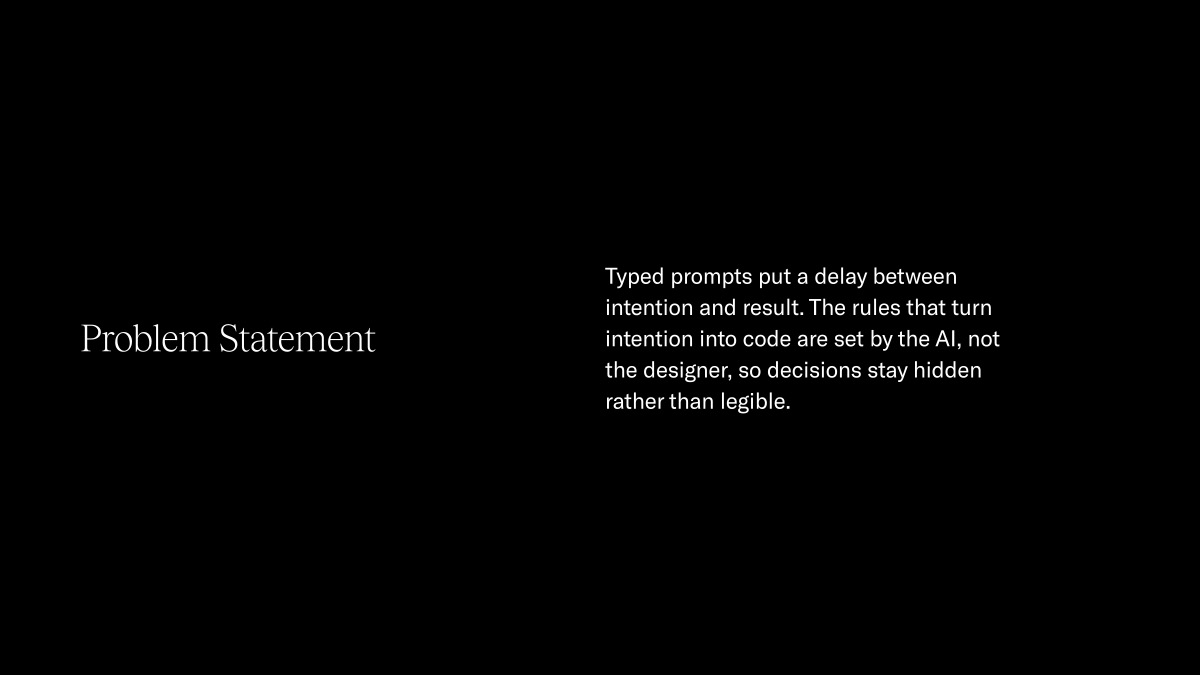 Problem Statement
Typed prompts put a delay between
intention and result. The rules that turn
intention into code are set by the AI, not
the designer, so decisions stay hidden
rather than legible.